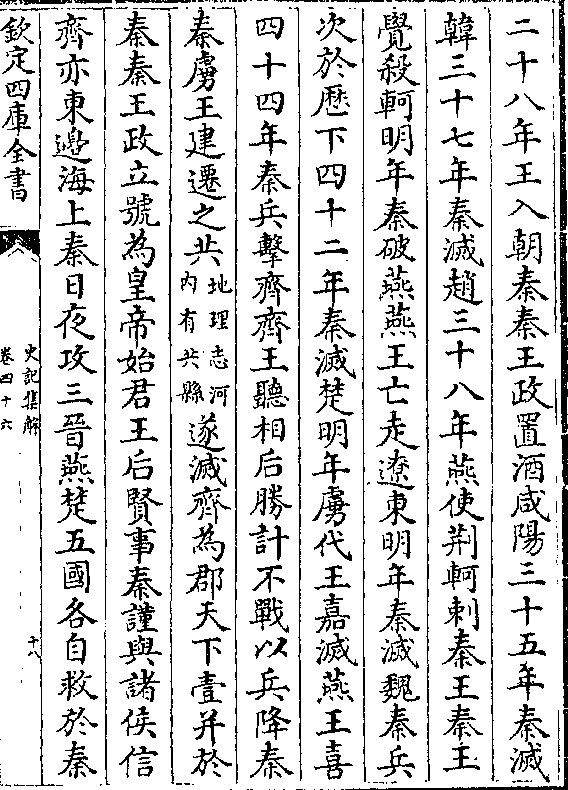 二十八年王入朝秦秦王政置酒咸陽三十五年秦滅
韓三十七年秦滅趙三十八年燕使荆軻刺秦王秦王
覺殺軻明年秦破燕燕王亡走遼東明年秦滅魏秦兵
次於歷下四十二年秦滅楚明年虜代王嘉滅燕王喜
四十四年秦兵擊齊齊王聽相后勝計不戰以兵降秦
秦虜王建遷之共地理志河内有共縣遂滅齊為郡天下壹并於
秦秦王政立號為皇帝始君王后賢事秦謹與諸侯信
齊亦東邉海上秦日夜攻三晉燕楚五國各自救於秦
欽定四庫全書
史記集解
卷四十六
十八